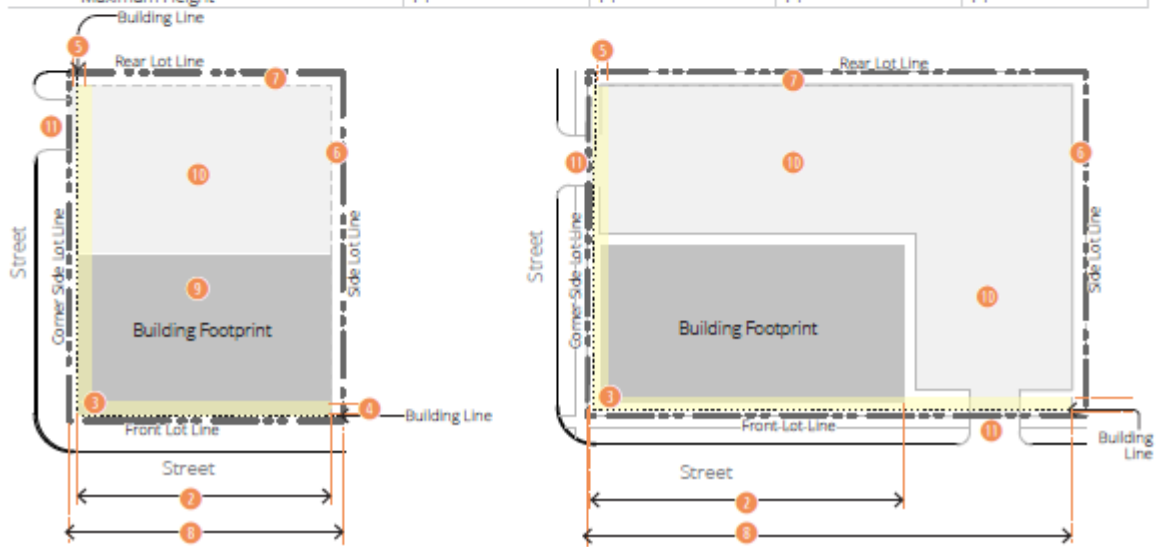 Maximum Height
Building Line
5
Rear Lot Line
7
11
6
10
Street
Corner Side Lot Line
Side Lot Line
9
Building Footprint
3
4
Building Line
Front Lot Line
Street
2
8
5
Rear Lot Line
7
11
6
10
Street
Corner Side Lot Line
Side Lot Line
10
Building Footprint
3
Front Lot Line
11
Building
Line
Street
2
8